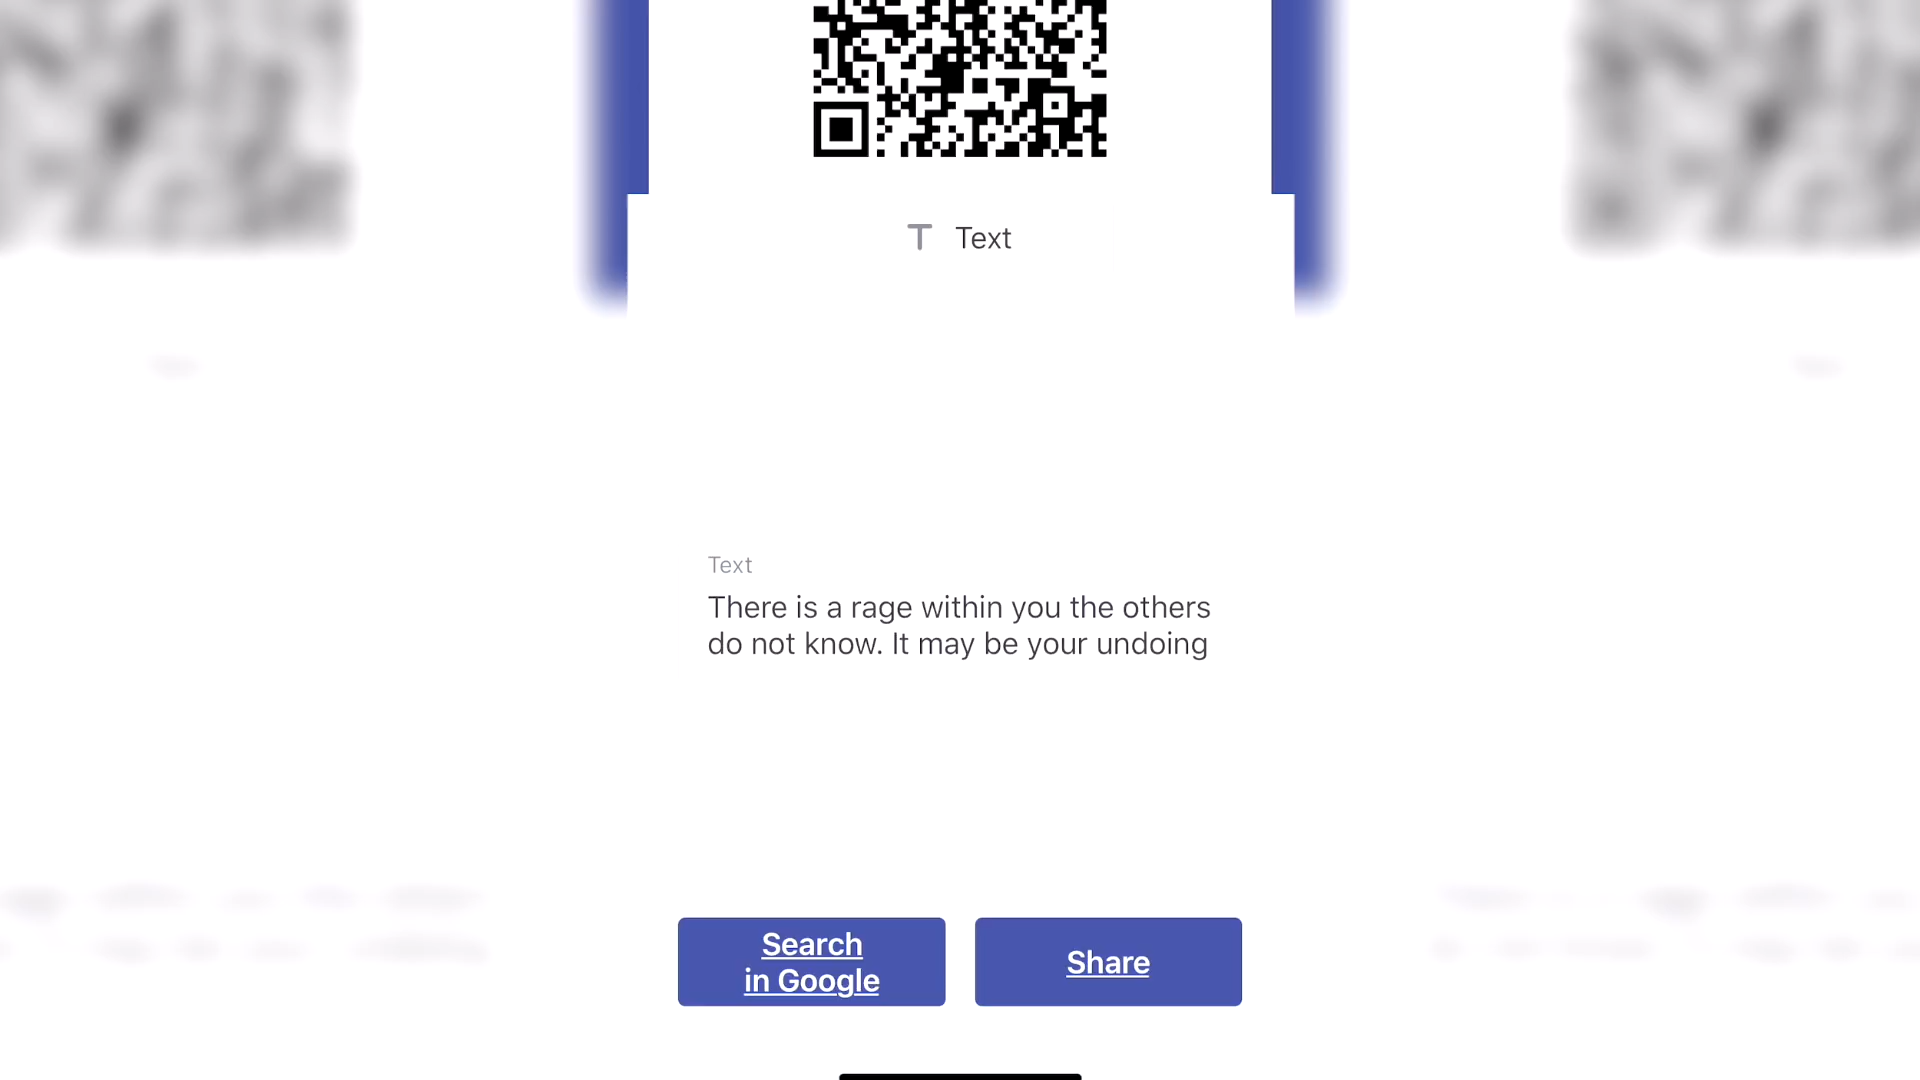 Text
Text
There is a rage within you the others
do not know. It may be your undoing
Search
in Google
Share